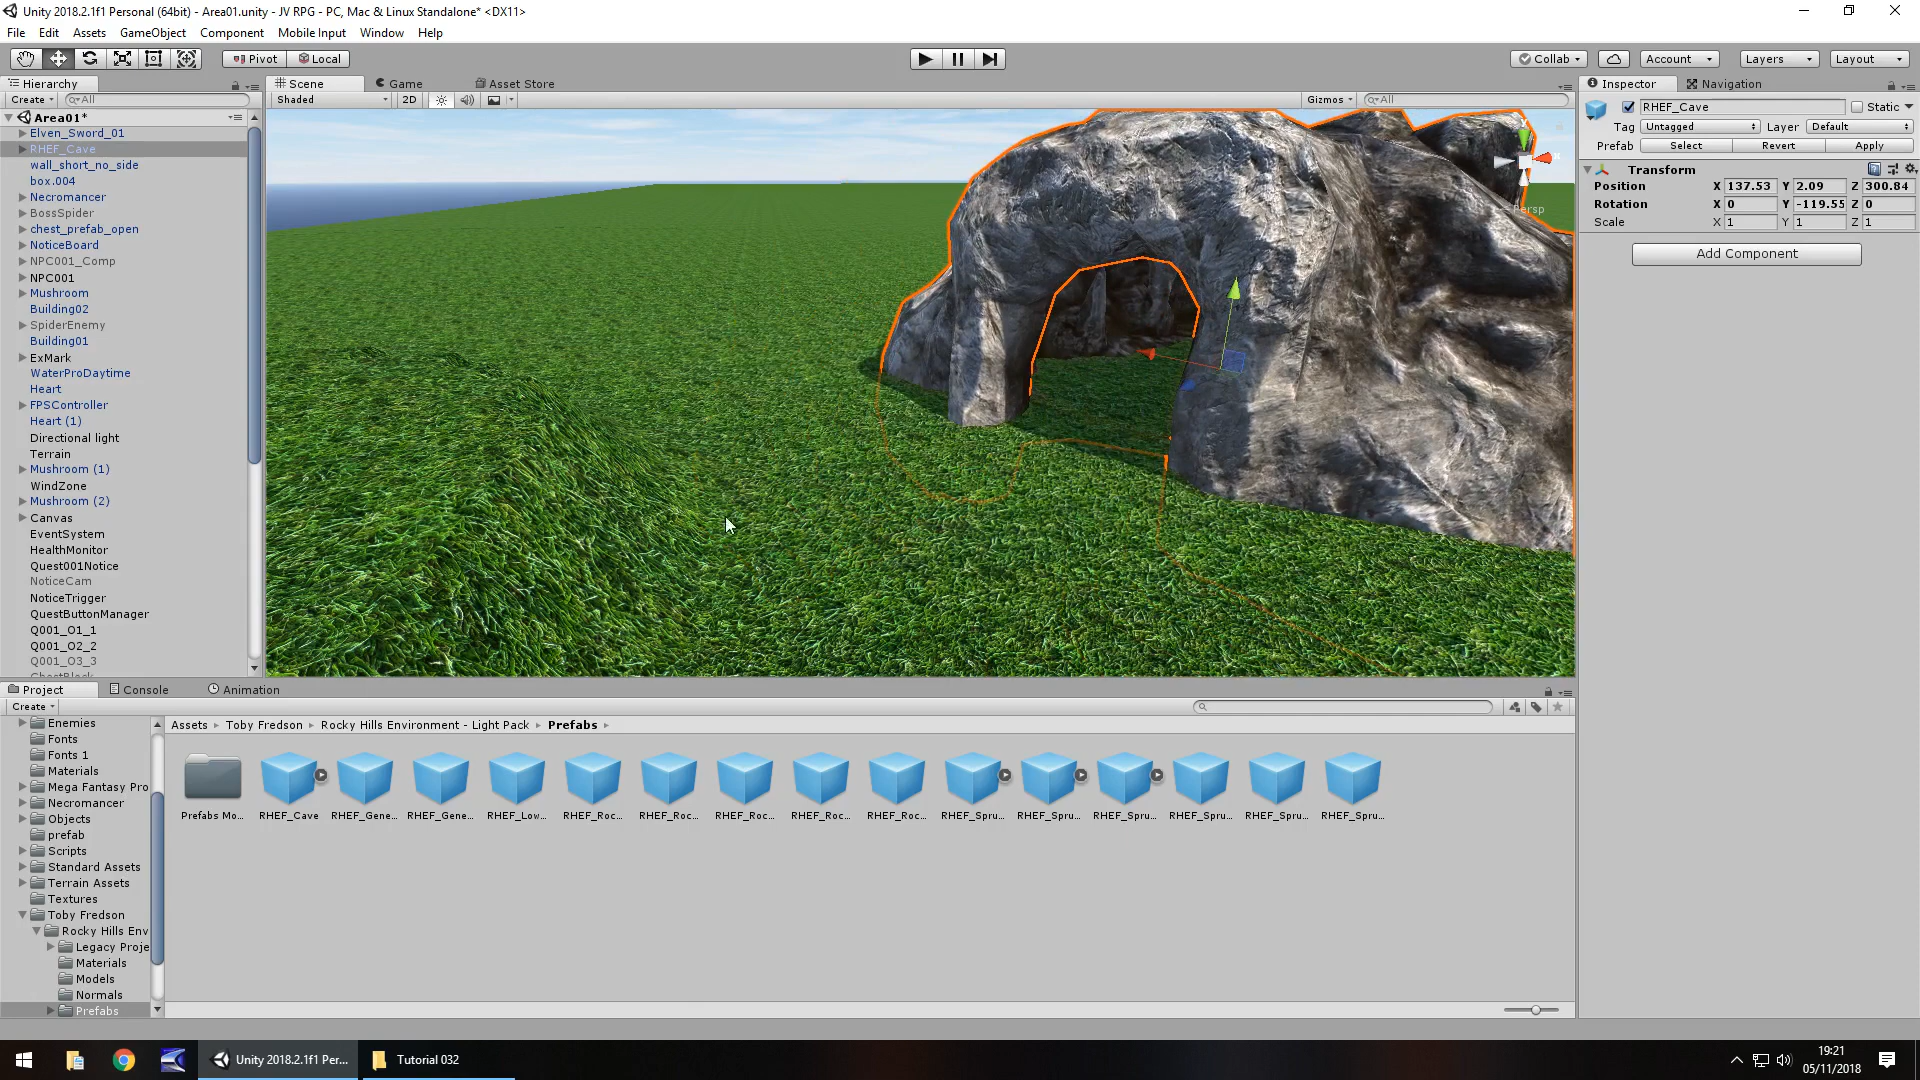 Unity 2018.2.1f1 Personal (64bit) - Area01.unity - JV RPG - PC, Mac & Linux Standalone* <DX11>
File Edit Assets GameObject Component Mobile Input Window Help
Pivot Local Collab Account Layers Layout
Hierarchy Scene Game Asset Store Inspector Navigation
Create All Shaded 2D Gizmos All
Area01*
Elven_Sword_01
RHEF_Cave
wall_short_no_side
box.004
Necromancer
BossSpider
chest_prefab_open
NoticeBoard
NPC001_Comp
NPC001
Mushroom
Building02
SpiderEnemy
Building01
ExMark
WaterProDaytime
Heart
FPSController
Heart (1)
Directional light
Terrain
Mushroom (1)
WindZone
Mushroom (2)
Canvas
EventSystem
HealthMonitor
Quest001Notice
NoticeCam
NoticeTrigger
QuestButtonManager
Q001_O1_1
Q001_O2_2
Q001_O3_3
Persp
RHEF_Cave Static
Tag Untagged Layer Default
Prefab Select Revert Apply
Transform
Position X 137.53 Y 2.09 Z 300.84
Rotation X 0 Y -119.55 Z 0
Scale X 1 Y 1 Z 1
Add Component
Project Console Animation
Create
Enemies
Fonts
Fonts 1
Materials
Mega Fantasy Pro
Necromancer
Objects
prefab
Scripts
Standard Assets
Terrain Assets
Textures
Toby Fredson
Rocky Hills Env
Legacy Proje
Materials
Models
Normals
Prefabs
Assets Toby Fredson Rocky Hills Environment - Light Pack Prefabs
Prefabs Mo... RHEF_Cave RHEF_Gene... RHEF_Gene... RHEF_Low... RHEF_Roc... RHEF_Roc... RHEF_Roc... RHEF_Roc... RHEF_Roc... RHEF_Spru... RHEF_Spru... RHEF_Spru... RHEF_Spru... RHEF_Spru... RHEF_Spru...
Unity 2018.2.1f1 Per... Tutorial 032
19:21
05/11/2018